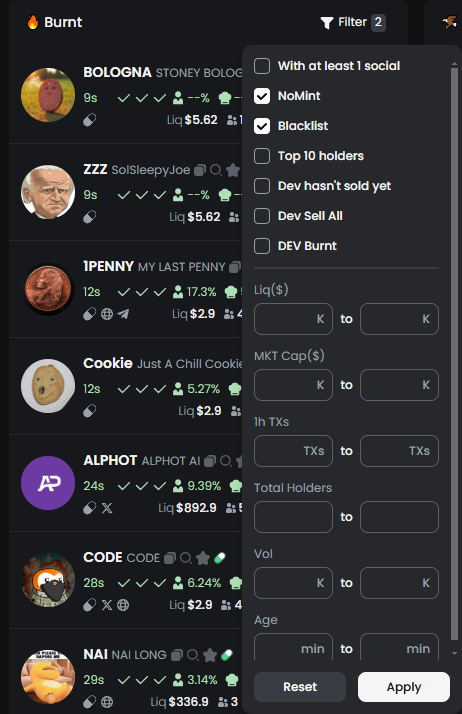 Burnt
Filter 2
BOLOGNA STONEY BOLOG
9s --% --
Liq $5.62 1
ZZZ SolSleepyJoe
9s --% --
Liq $5.62
1PENNY MY LAST PENNY
12s 17.3%
Liq $2.9 4
Cookie Just A Chill Cookie
12s 5.27%
Liq $2.9
ALPHOT ALPHOT AI
24s 9.39%
Liq $892.9 5
CODE CODE
28s 6.24%
Liq $2.9 4
NAI NAI LONG
29s 3.14%
Liq $336.9 3
With at least 1 social
NoMint
Blacklist
Top 10 holders
Dev hasn't sold yet
Dev Sell All
DEV Burnt
Liq($)
K to K
MKT Cap($)
K to K
1h TXs
TXs to TXs
Total Holders
to
Vol
K to K
Age
min to min
Reset Apply